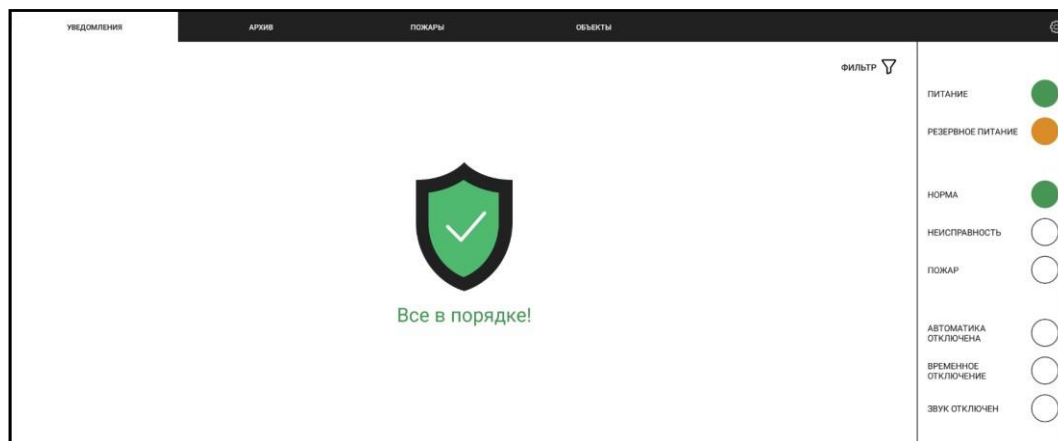 УВЕДОМЛЕНИЯ
АРХИВ
ПОЖАРЫ
ОБЪЕКТЫ
ФИЛЬТР
Все в порядке!
ПИТАНИЕ
РЕЗЕРВНОЕ ПИТАНИЕ
НОРМА
НЕИСПРАВНОСТЬ
ПОЖАР
АВТОМАТИКА
ОТКЛЮЧЕНА
ВРЕМЕННОЕ
ОТКЛЮЧЕНИЕ
ЗВУК ОТКЛЮЧЕН